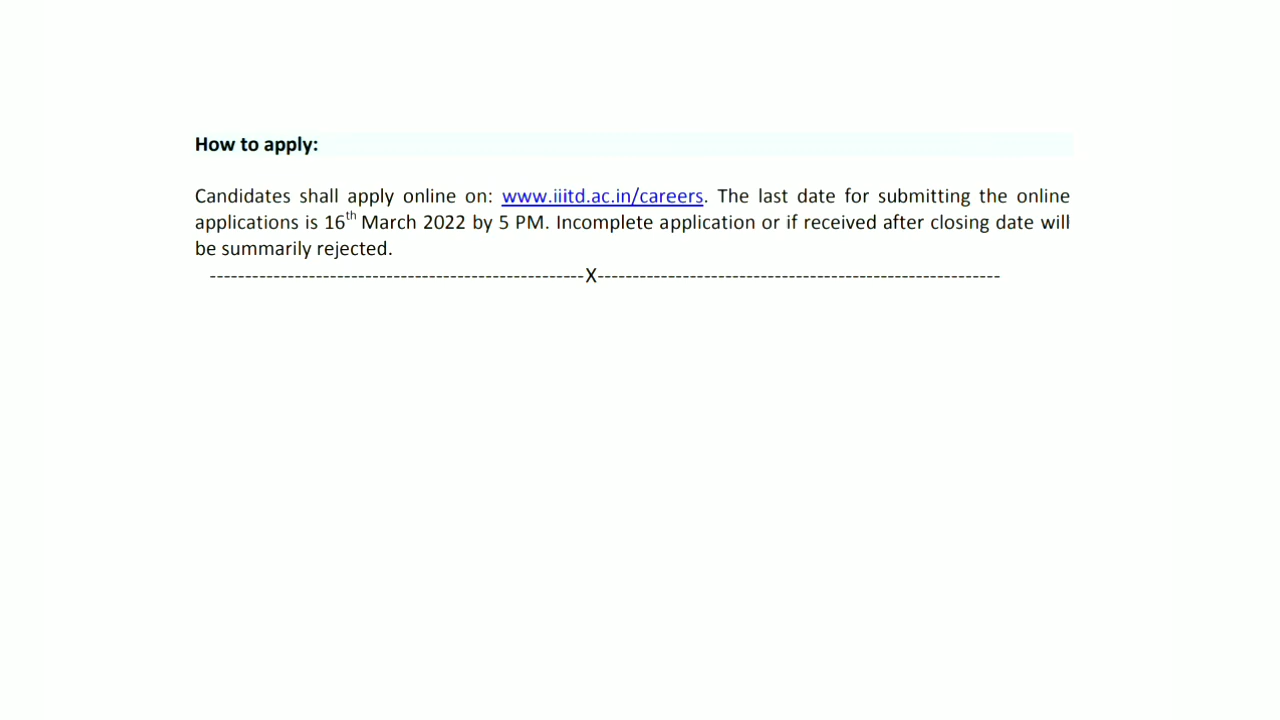 How to apply:
Candidates shall apply online on: www.iiitd.ac.in/careers. The last date for submitting the online
applications is 16th March 2022 by 5 PM. Incomplete application or if received after closing date will
be summarily rejected.
-----------------------------------------------------X---------------------------------------------------------